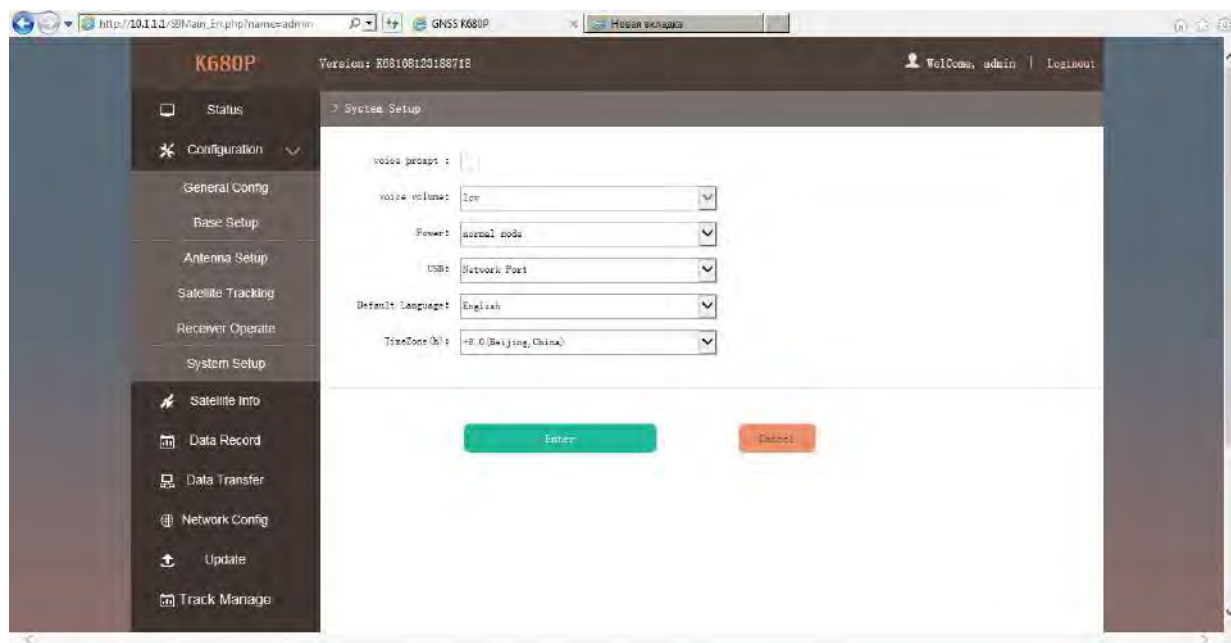 http://10.1.1.1/S9Main_En.php?name=admin
GNSS K680P
Новая вкладка
K680P
Version: K68108123188718
WelCome, admin | Loginout
Status
> System Setup
Configuration
voice prompt :
General Config
voice volume: low
Base Setup
Power: normal mode
Antenna Setup
USB: Network Port
Satellite Tracking
Default Language: English
Receiver Operate
TimeZone(h): +8.0(Beijing,China)
System Setup
Satellite Info
Data Record
Enter
Cancel
Data Transfer
Network Config
Update
Track Manage